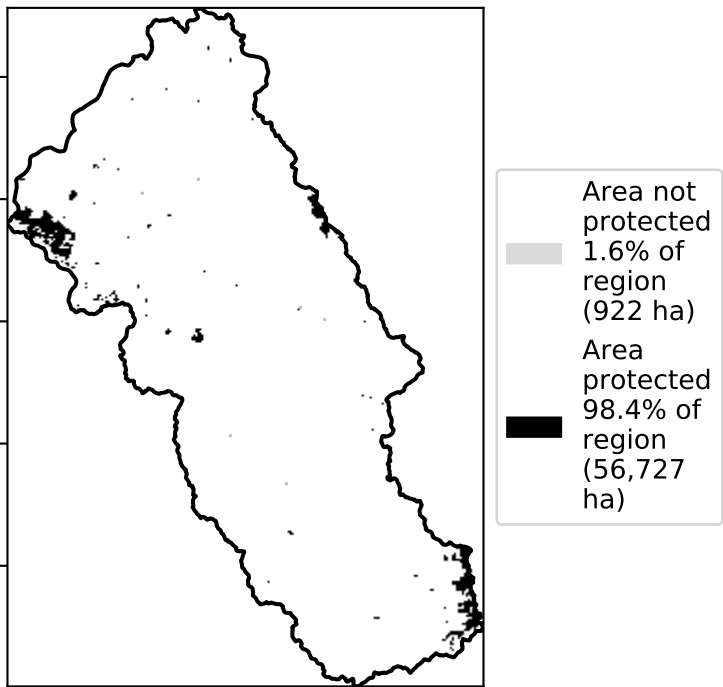 Area not
protected
1.6% of
region
(922 ha)
Area
protected
98.4% of
region
(56,727
ha)